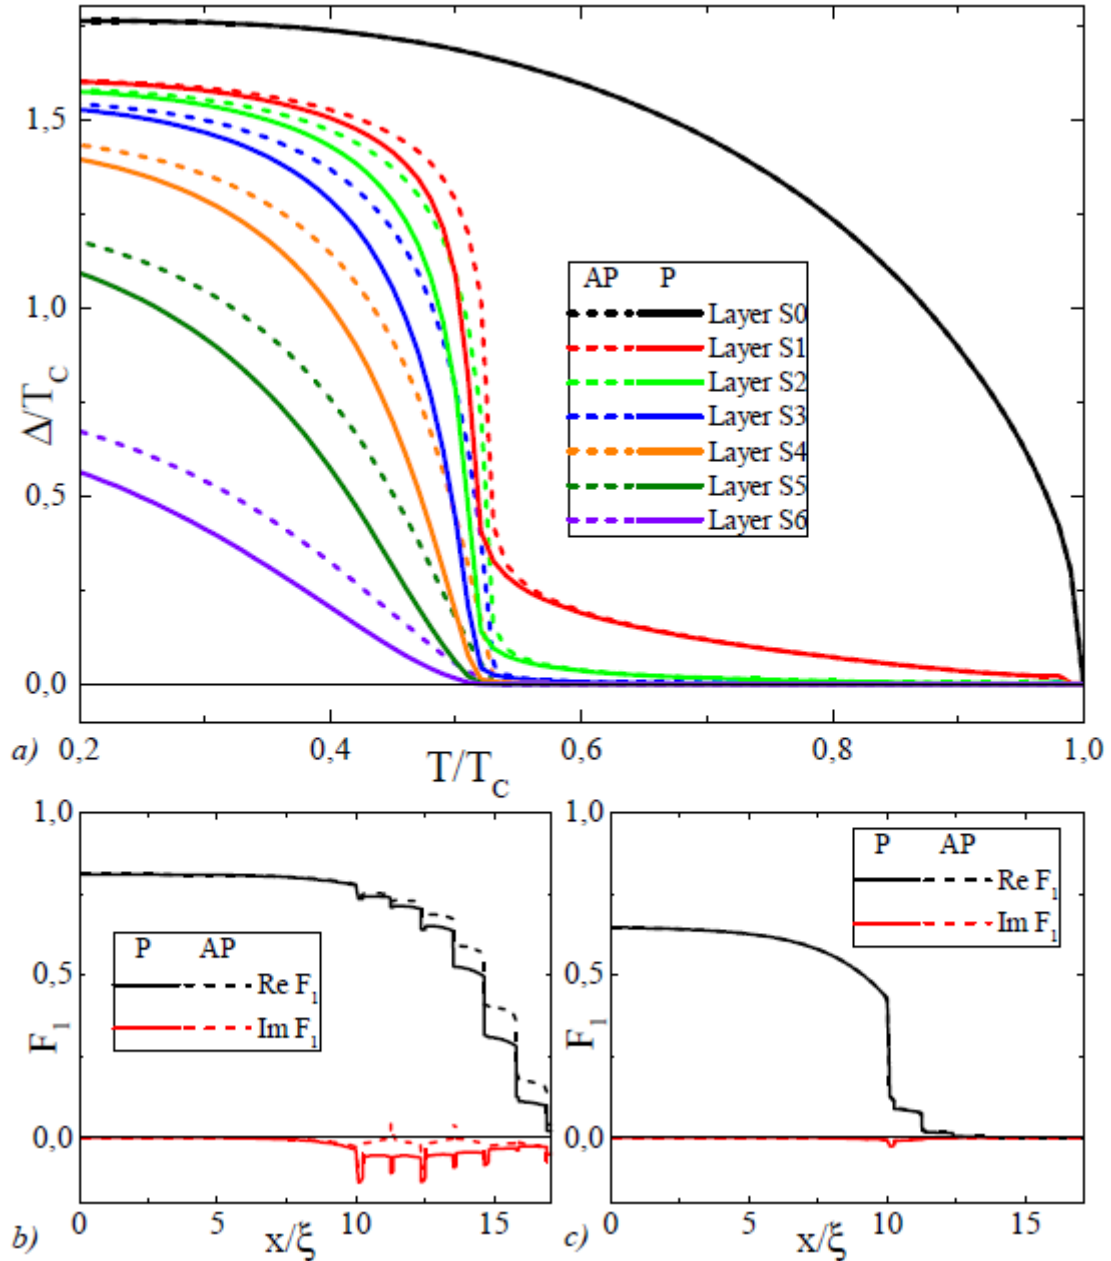 1,5
1,0
0,5
0,0
Δ/T_C
AP P
Layer S0
Layer S1
Layer S2
Layer S3
Layer S4
Layer S5
Layer S6
a) 0,2 0,4 0,6 0,8 1,0
T/T_C
1,0
0,5
0,0
F_1
P AP
Re F_1
Im F_1
0 5 10 15
b) x/ξ
1,0
0,5
0,0
F_1
P AP
Re F_1
Im F_1
0 5 10 15
c) x/ξ